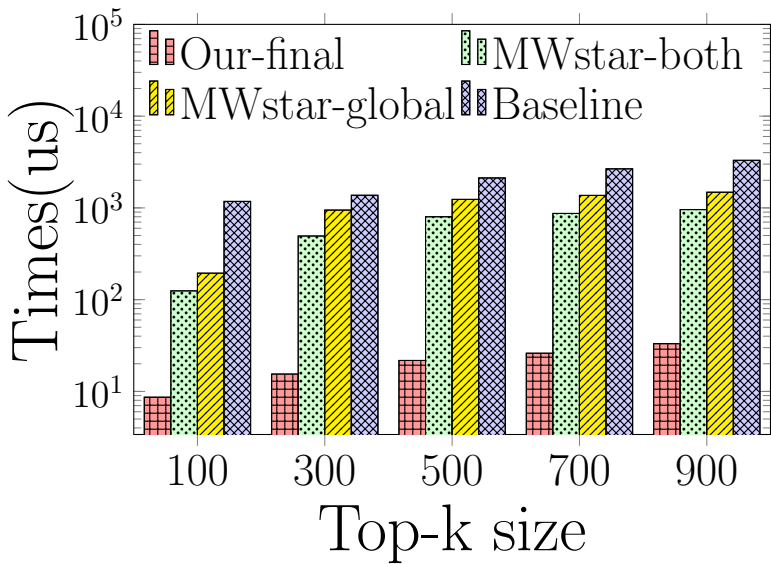 10^5
Our-final
MWstar-both
MWstar-global
Baseline
10^4
10^3
10^2
10^1
Times(us)
100 300 500 700 900
Top-k size